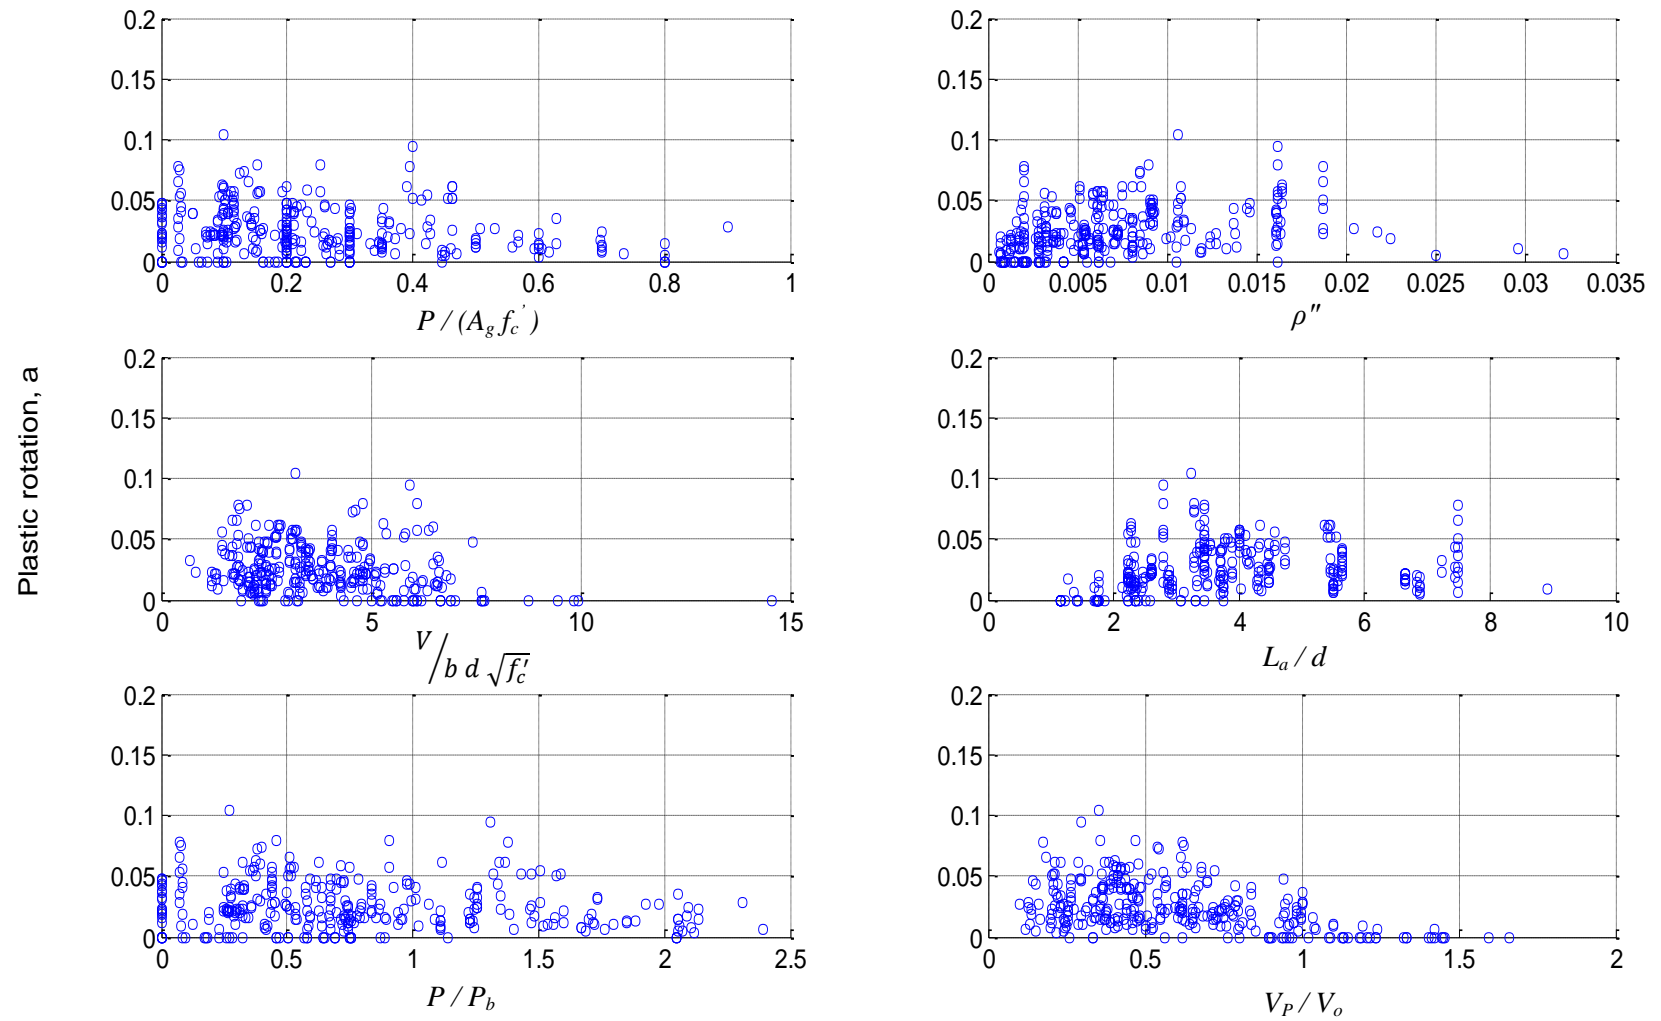 0.2
0.15
0.1
0.05
0
0 0.2 0.4 0.6 0.8 1
P / (A_g f_c')
0.2
0.15
0.1
0.05
0
0 0.005 0.01 0.015 0.02 0.025 0.03 0.035
ρ″
Plastic rotation, a
0.2
0.15
0.1
0.05
0
0 5 10 15
V/b d √f_c′
0.2
0.15
0.1
0.05
0
0 2 4 6 8 10
L_a / d
0.2
0.15
0.1
0.05
0
0 0.5 1 1.5 2 2.5
P / P_b
0.2
0.15
0.1
0.05
0
0 0.5 1 1.5 2
V_P / V_o